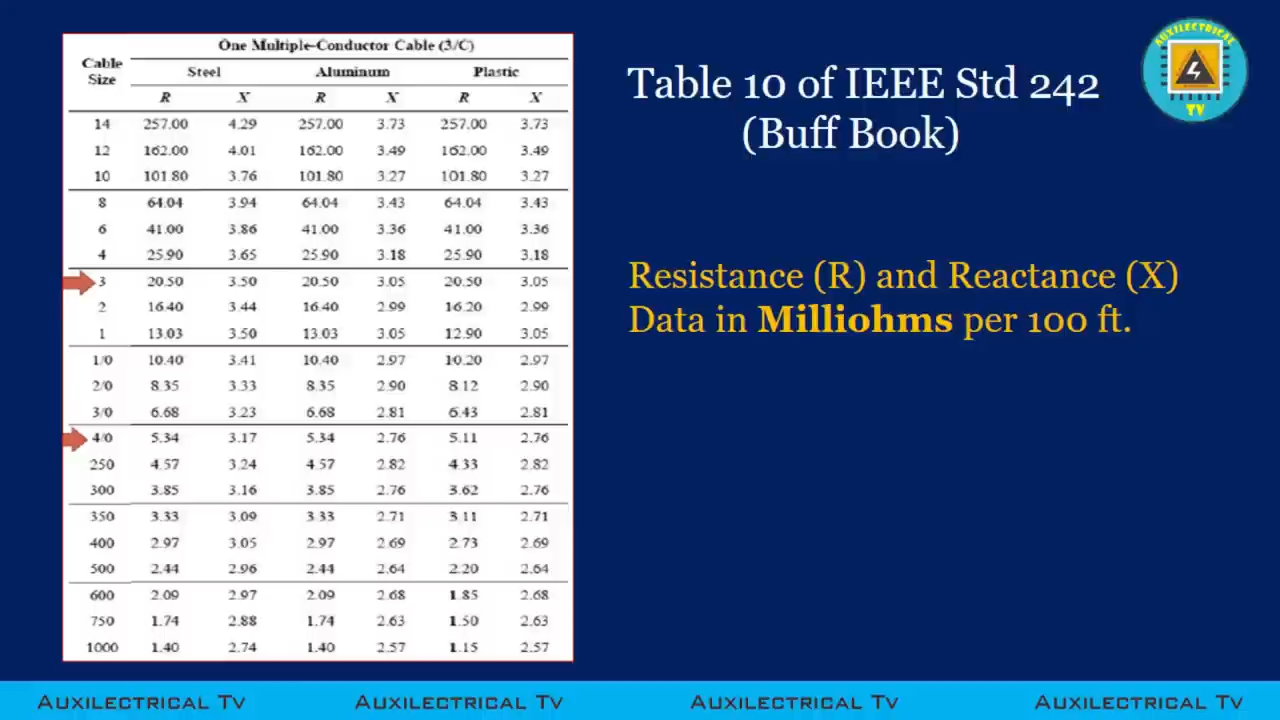 One Multiple-Conductor Cable (3/C)
Cable Size Steel Aluminum Plastic
R X R X R X
14 257.00 4.29 257.00 3.73 257.00 3.73
12 162.00 4.01 162.00 3.49 162.00 3.49
10 101.80 3.76 101.80 3.27 101.80 3.27
8 64.04 3.94 64.04 3.43 64.04 3.43
6 41.00 3.86 41.00 3.36 41.00 3.36
4 25.90 3.65 25.90 3.18 25.90 3.18
3 20.50 3.50 20.50 3.05 20.50 3.05
2 16.40 3.44 16.40 2.99 16.20 2.99
1 13.03 3.50 13.03 3.05 12.90 3.05
1/0 10.40 3.41 10.40 2.97 10.20 2.97
2/0 8.35 3.33 8.35 2.90 8.12 2.90
3/0 6.68 3.23 6.68 2.81 6.43 2.81
4/0 5.34 3.17 5.34 2.76 5.11 2.76
250 4.57 3.24 4.57 2.82 4.33 2.82
300 3.85 3.16 3.85 2.76 3.62 2.76
350 3.33 3.09 3.33 2.71 3.11 2.71
400 2.97 3.05 2.97 2.69 2.73 2.69
500 2.44 2.96 2.44 2.64 2.20 2.64
600 2.09 2.97 2.09 2.68 1.85 2.68
750 1.74 2.88 1.74 2.63 1.50 2.63
1000 1.40 2.74 1.40 2.57 1.15 2.57
Table 10 of IEEE Std 242
(Buff Book)
Resistance (R) and Reactance (X)
Data in Milliohms per 100 ft.
AUXILECTRICAL
TV
Auxilectrical Tv Auxilectrical Tv Auxilectrical Tv Auxilectrical Tv